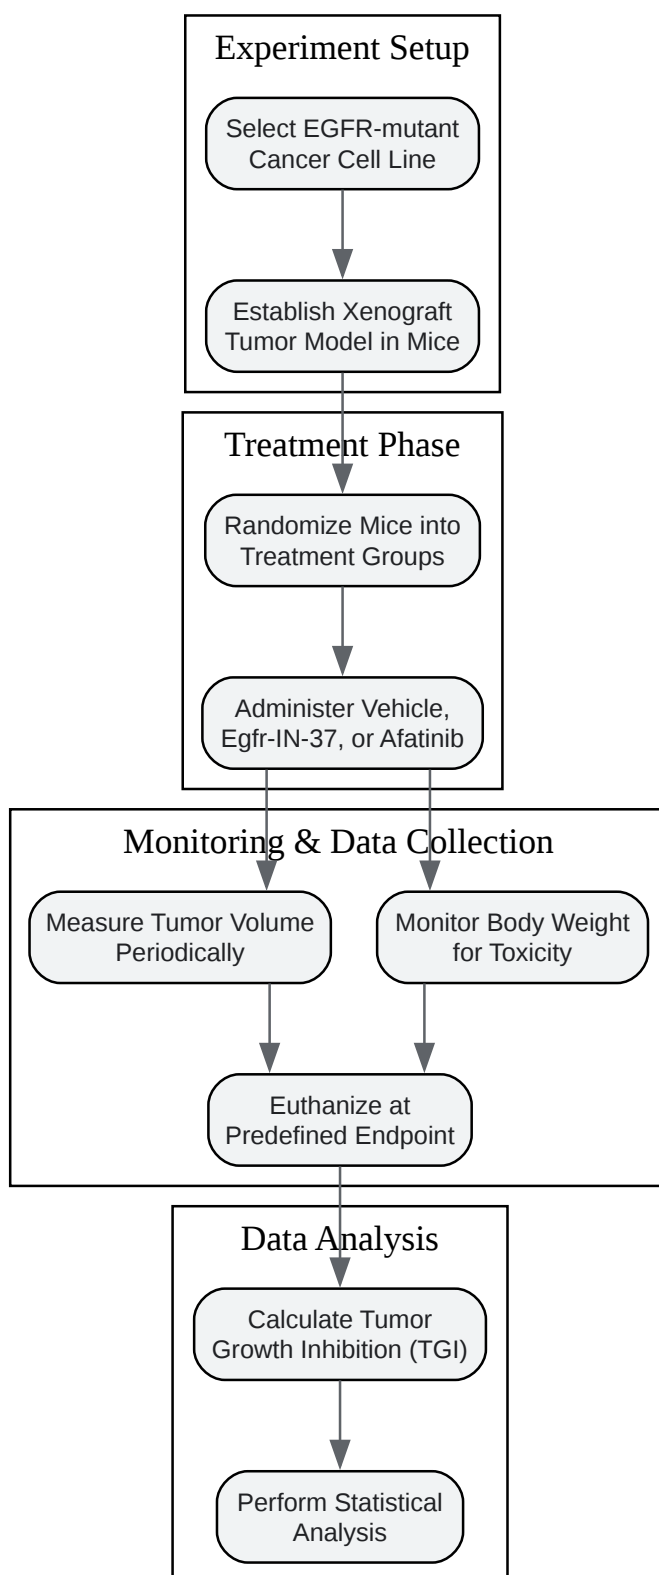 Experiment Setup
Select EGFR-mutant
Cancer Cell Line
Establish Xenograft
Tumor Model in Mice
Treatment Phase
Randomize Mice into
Treatment Groups
Administer Vehicle,
Egfr-IN-37, or Afatinib
Monitoring & Data Collection
Measure Tumor Volume
Periodically
Monitor Body Weight
for Toxicity
Euthanize at
Predefined Endpoint
Data Analysis
Calculate Tumor
Growth Inhibition (TGI)
Perform Statistical
Analysis